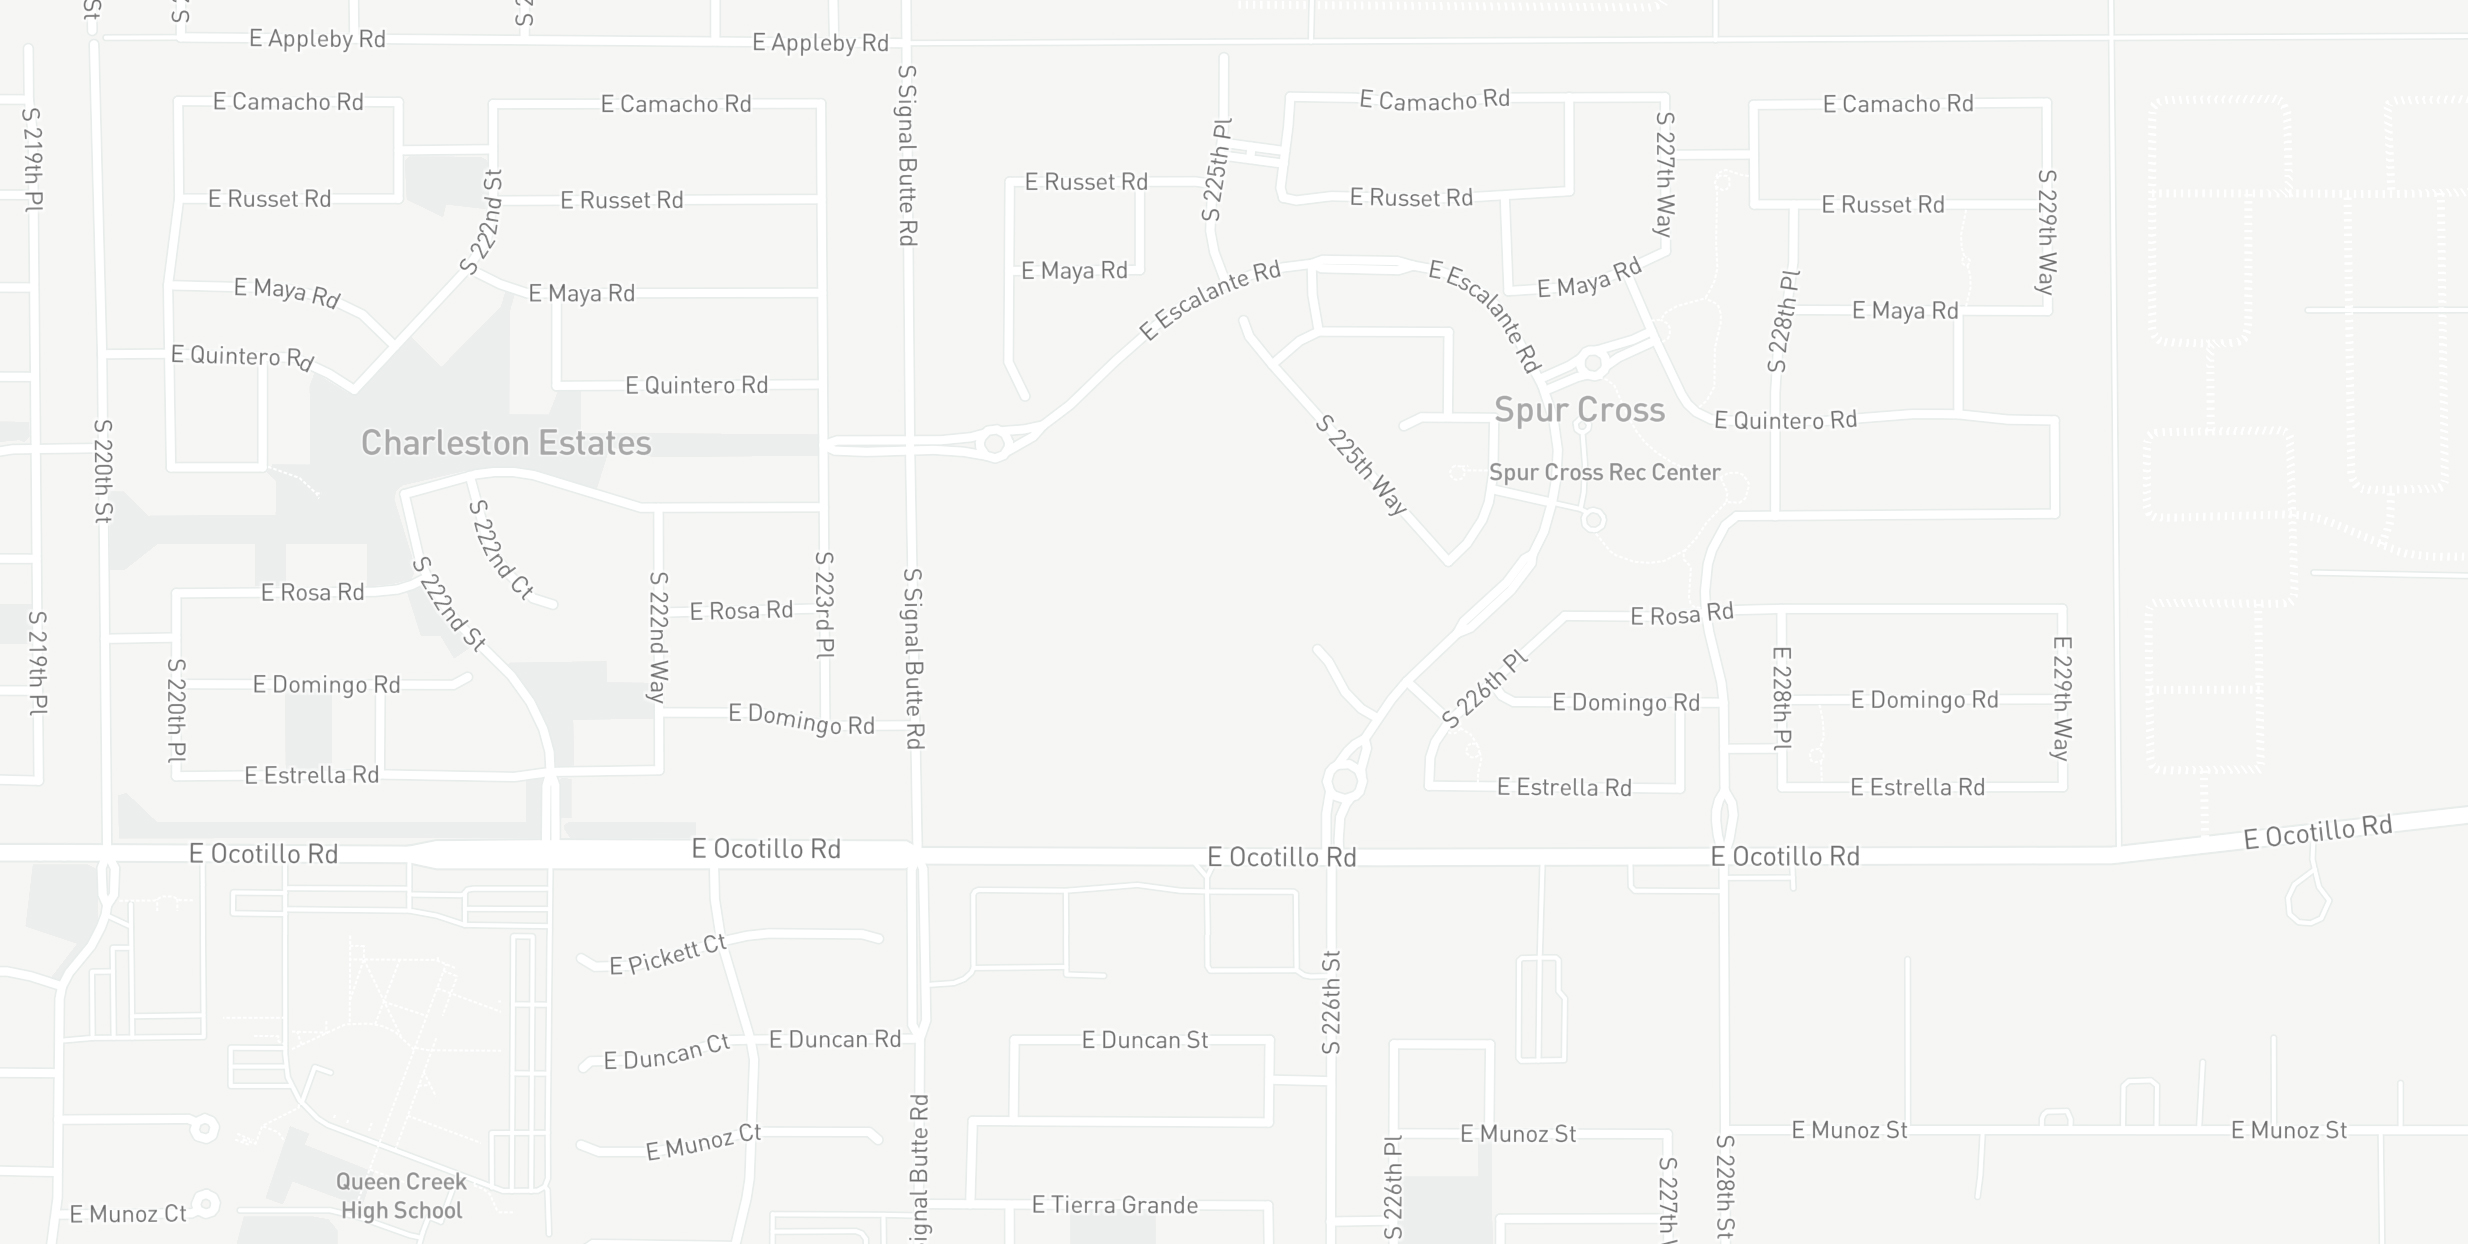 St
S 2
S 2
E Appleby Rd
E Appleby Rd
S Signal Butte Rd
S 219th Pl
E Camacho Rd
E Camacho Rd
E Camacho Rd
E Camacho Rd
S 225th Pl
S 227th Way
E Russet Rd
E Russet Rd
E Russet Rd
E Russet Rd
E Russet Rd
S 222nd St
S 229th Way
E Maya Rd
E Maya Rd
E Maya Rd
E Maya Rd
E Maya Rd
E Escalante Rd
E Escalante Rd
S 228th Pl
E Quintero Rd
E Quintero Rd
E Quintero Rd
Spur Cross
Charleston Estates
S 220th St
S 225th Way
Spur Cross Rec Center
S 222nd Ct
S 222nd St
E Rosa Rd
E Rosa Rd
E Rosa Rd
S 222nd Way
S 223rd Pl
S Signal Butte Rd
S 219th Pl
S 220th Pl
E Domingo Rd
E Domingo Rd
E Domingo Rd
E Domingo Rd
S 226th Pl
E 228th Pl
E 229th Way
E Estrella Rd
E Estrella Rd
E Estrella Rd
E Ocotillo Rd
E Ocotillo Rd
E Ocotillo Rd
E Ocotillo Rd
E Ocotillo Rd
E Pickett Ct
S 226th St
E Duncan Ct
E Duncan Rd
E Duncan St
E Munoz Ct
E Munoz St
E Munoz St
E Munoz St
ignal Butte Rd
S 226th Pl
S 227th W
S 228th St
Queen Creek
High School
E Munoz Ct
E Tierra Grande